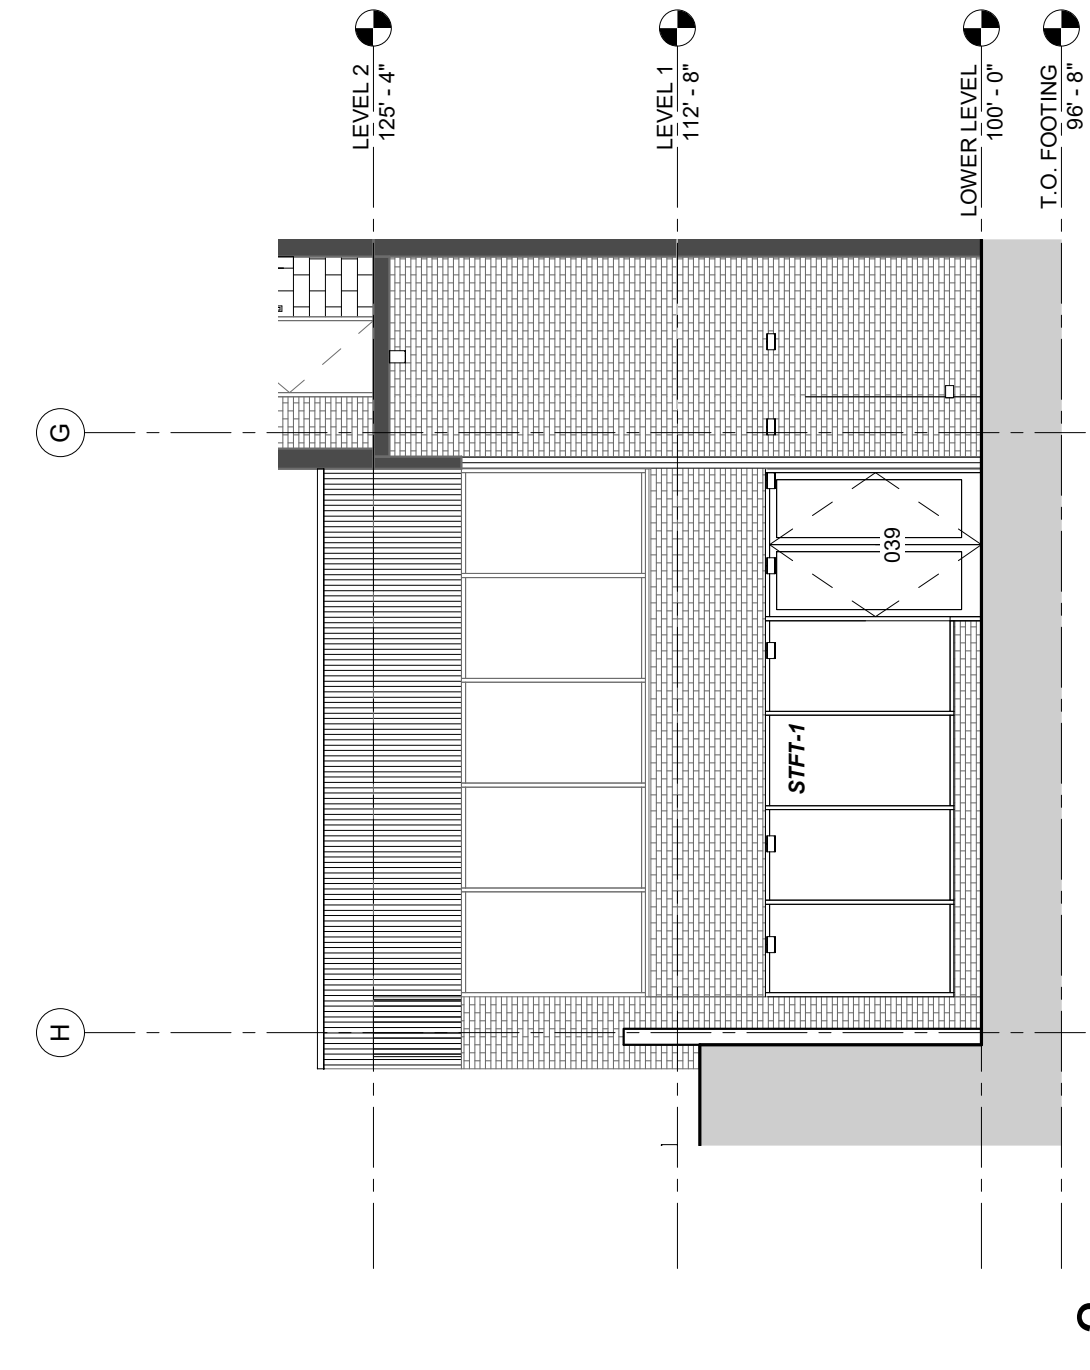 LEVEL 2
125' - 4"
LEVEL 1
112' - 8"
LOWER LEVEL
100' - 0"
T.O. FOOTING
96' - 8"
G
H
039
STFT-1